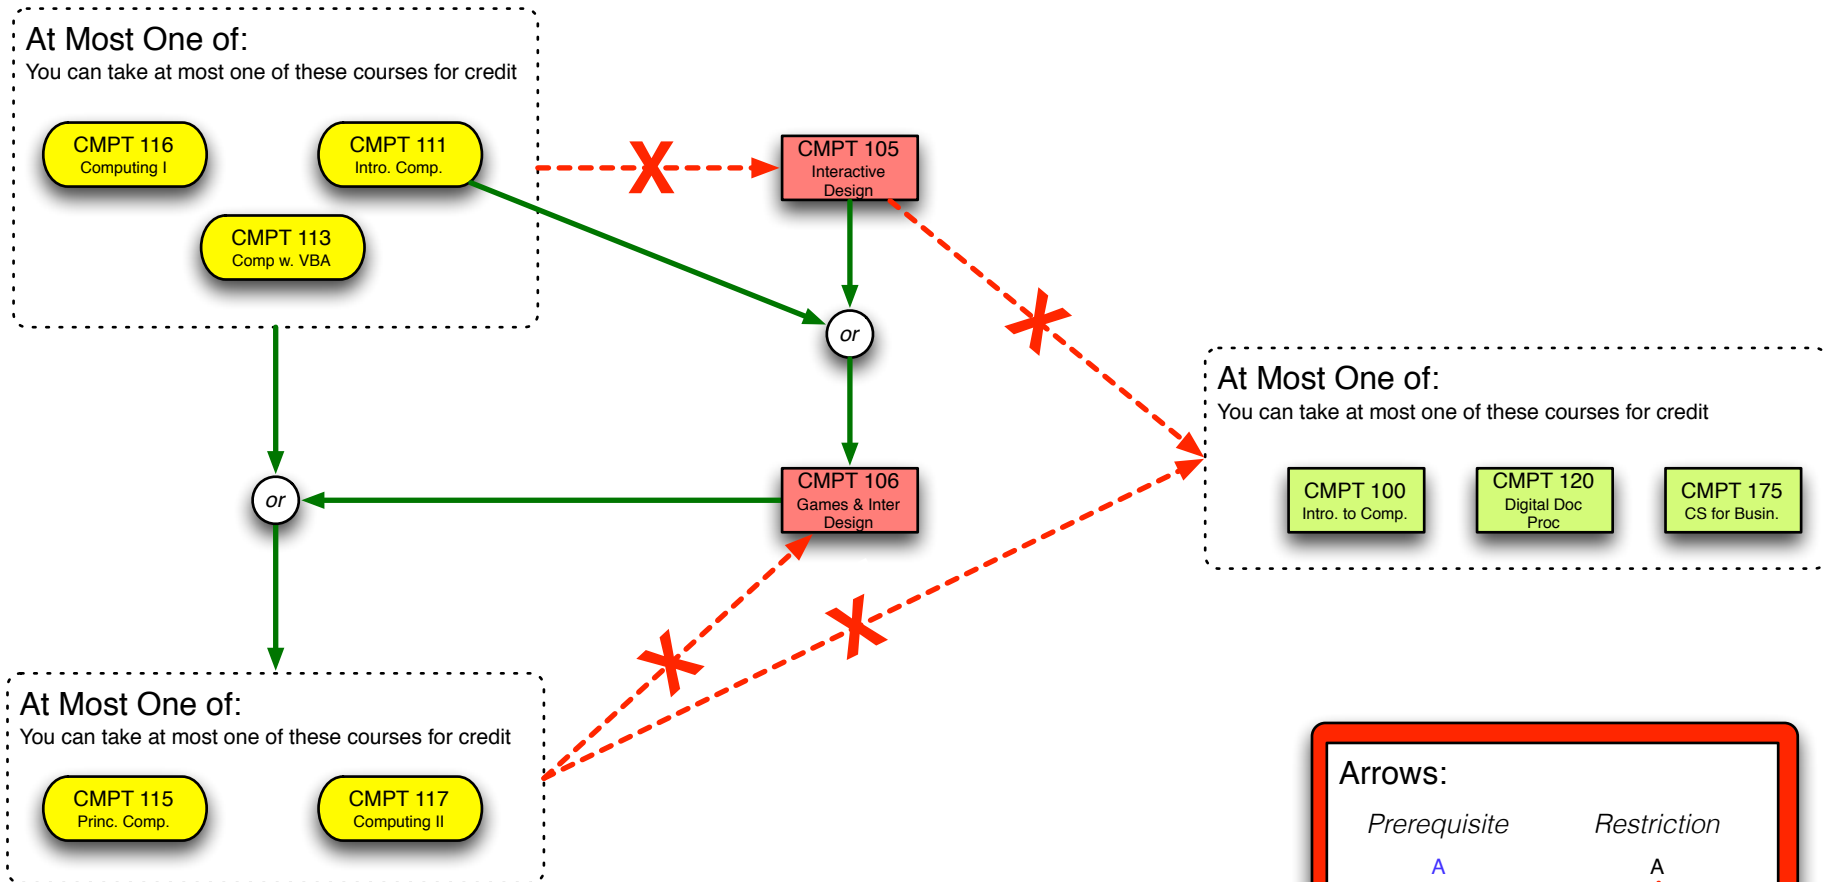 At Most One of:
You can take at most one of these courses for credit
CMPT 116
Computing I
CMPT 111
Intro. Comp.
CMPT 113
Comp w. VBA
X
CMPT 105
Interactive
Design
or
X
At Most One of:
You can take at most one of these courses for credit
CMPT 100
Intro. to Comp.
CMPT 120
Digital Doc
Proc
CMPT 175
CS for Busin.
or
CMPT 106
Games & Inter
Design
X
X
At Most One of:
You can take at most one of these courses for credit
CMPT 115
Princ. Comp.
CMPT 117
Computing II
Arrows:
Prerequisite
Restriction
A
A